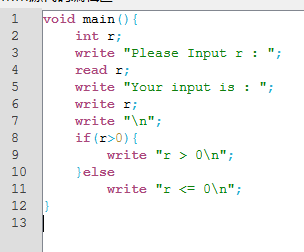 1 void main(){
2 int r;
3 write "Please Input r : ";
4 read r;
5 write "Your input is : ";
6 write r;
7 write "\n";
8 if(r>0){
9 write "r > 0\n";
10 }else
11 write "r <= 0\n";
12 }
13